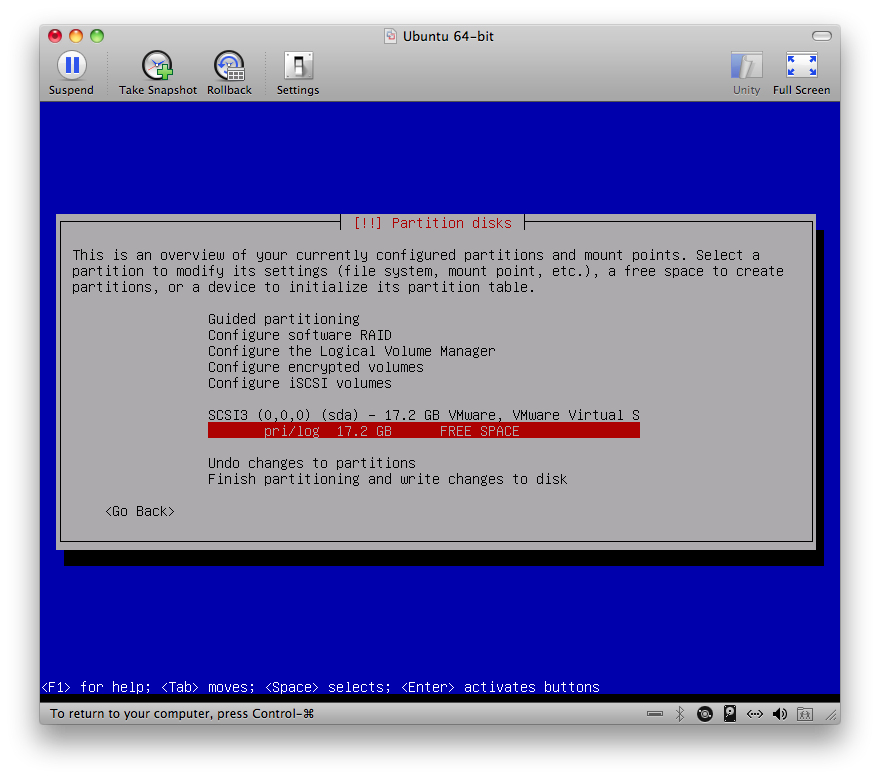 Ubuntu 64-bit
Suspend Take Snapshot Rollback Settings Unity Full Screen
[!!] Partition disks
This is an overview of your currently configured partitions and mount points. Select a
partition to modify its settings (file system, mount point, etc.), a free space to create
partitions, or a device to initialize its partition table.
Guided partitioning
Configure software RAID
Configure the Logical Volume Manager
Configure encrypted volumes
Configure iSCSI volumes
SCSI3 (0,0,0) (sda) - 17.2 GB VMware, VMware Virtual S
pri/log 17.2 GB FREE SPACE
Undo changes to partitions
Finish partitioning and write changes to disk
<Go Back>
<F1> for help; <Tab> moves; <Space> selects; <Enter> activates buttons
To return to your computer, press Control-⌘